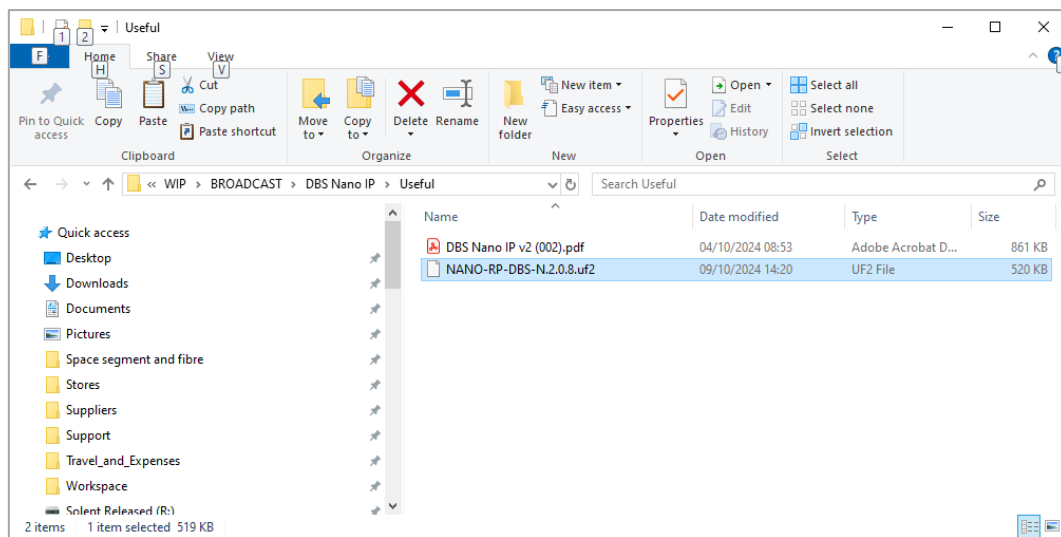 Useful
1 2
F Home Share View
H S V
?
Pin to Quick access
Copy
Paste
Cut
Copy path
Paste shortcut
Clipboard
Move to
Copy to
Delete
Rename
Organize
New folder
New item
Easy access
New
Properties
Open
Edit
History
Open
Select all
Select none
Invert selection
Select
« WIP > BROADCAST > DBS Nano IP > Useful
Search Useful
Quick access
Desktop
Downloads
Documents
Pictures
Space segment and fibre
Stores
Suppliers
Support
Travel_and_Expenses
Workspace
Solent Released (R:)
Name Date modified Type Size
DBS Nano IP v2 (002).pdf 04/10/2024 08:53 Adobe Acrobat D... 861 KB
NANO-RP-DBS-N.2.0.8.uf2 09/10/2024 14:20 UF2 File 520 KB
2 items 1 item selected 519 KB